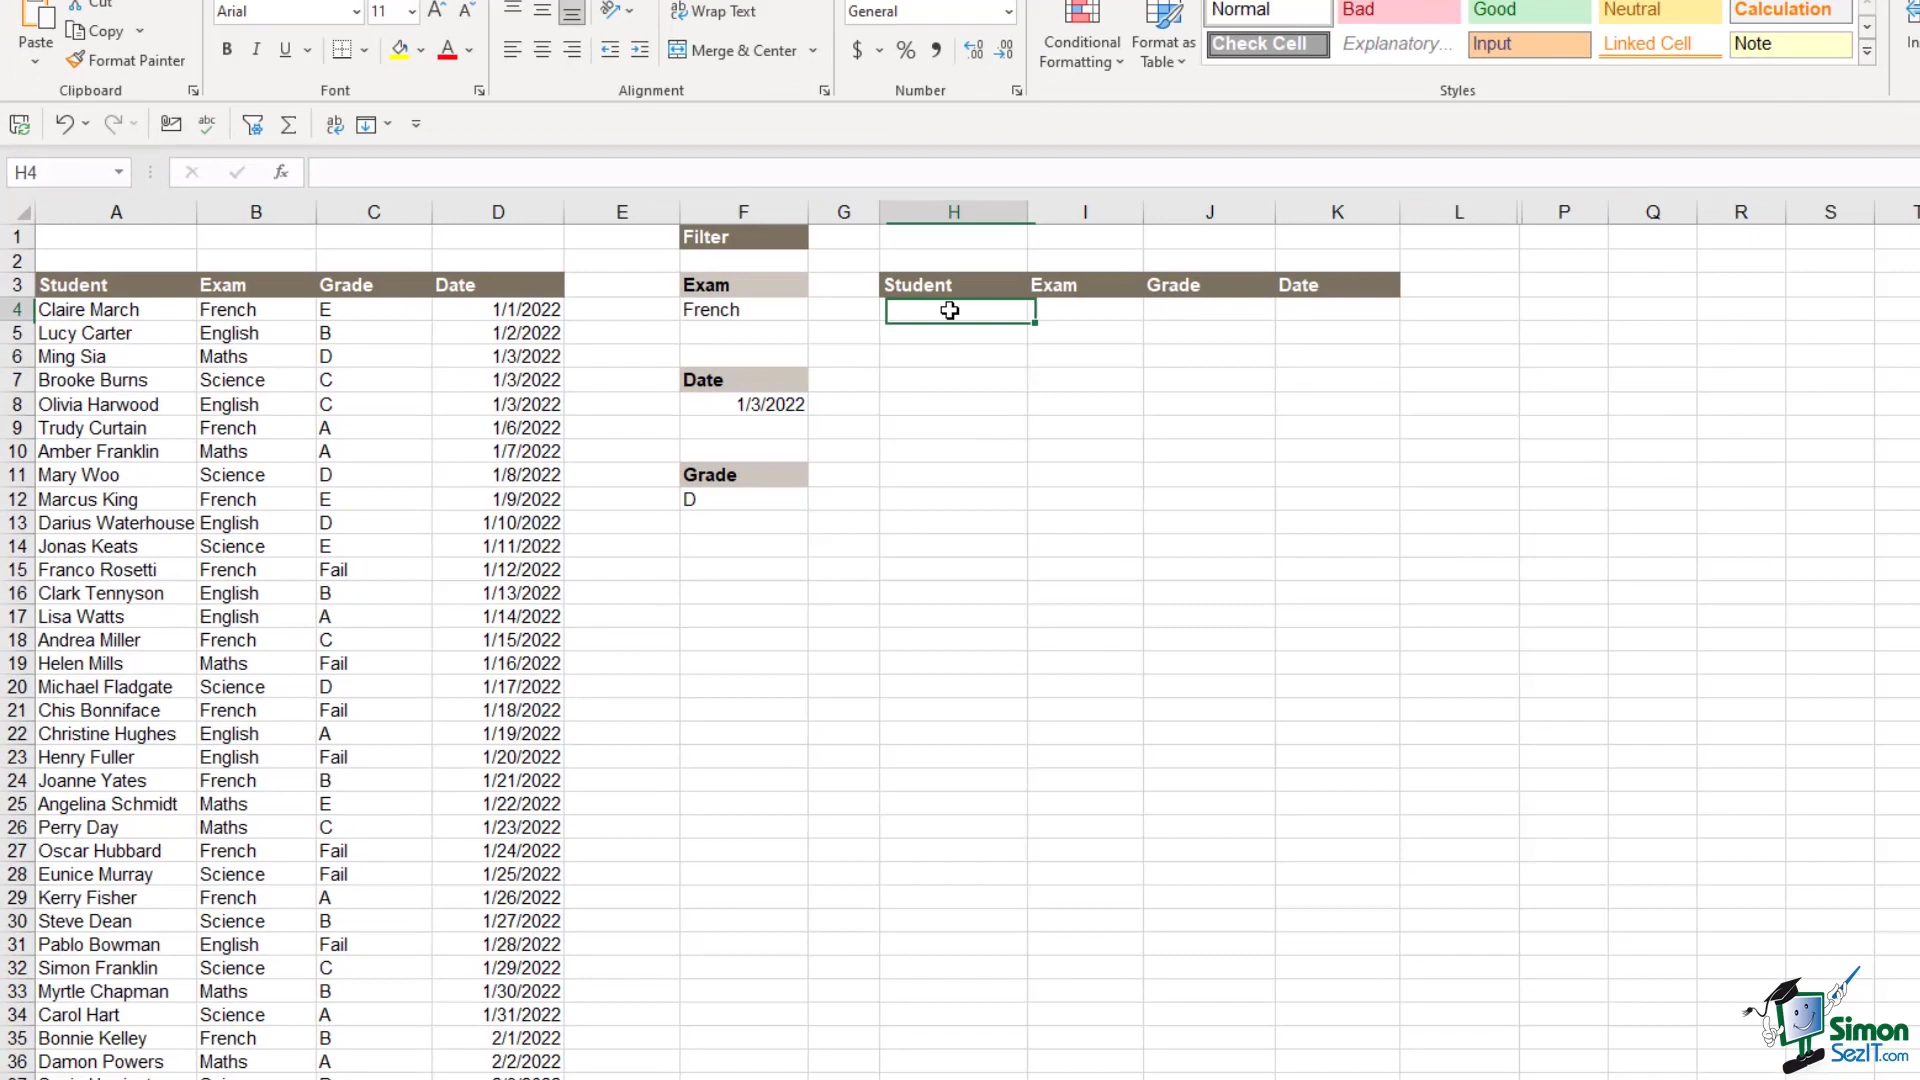 Cut
Arial 11 Wrap Text General Normal Bad Good Neutral Calculation
Paste Copy B I U A Merge & Center $ % Conditional Formatting Format as Table Check Cell Explanatory... Input Linked Cell Note
Format Painter
Clipboard Font Alignment Number Styles
H4 fx
A B C D E F G H I J K L P Q R S
1 Filter
2
3 Student Exam Grade Date Exam Student Exam Grade Date
4 Claire March French E 1/1/2022 French
5 Lucy Carter English B 1/2/2022
6 Ming Sia Maths D 1/3/2022
7 Brooke Burns Science C 1/3/2022 Date
8 Olivia Harwood English C 1/3/2022 1/3/2022
9 Trudy Curtain French A 1/6/2022
10 Amber Franklin Maths A 1/7/2022
11 Mary Woo Science D 1/8/2022 Grade
12 Marcus King French E 1/9/2022 D
13 Darius Waterhouse English D 1/10/2022
14 Jonas Keats Science E 1/11/2022
15 Franco Rosetti French Fail 1/12/2022
16 Clark Tennyson English B 1/13/2022
17 Lisa Watts English A 1/14/2022
18 Andrea Miller French C 1/15/2022
19 Helen Mills Maths Fail 1/16/2022
20 Michael Fladgate Science D 1/17/2022
21 Chis Bonniface French Fail 1/18/2022
22 Christine Hughes English A 1/19/2022
23 Henry Fuller English Fail 1/20/2022
24 Joanne Yates French B 1/21/2022
25 Angelina Schmidt Maths E 1/22/2022
26 Perry Day Maths C 1/23/2022
27 Oscar Hubbard French Fail 1/24/2022
28 Eunice Murray Science Fail 1/25/2022
29 Kerry Fisher French A 1/26/2022
30 Steve Dean Science B 1/27/2022
31 Pablo Bowman English Fail 1/28/2022
32 Simon Franklin Science C 1/29/2022
33 Myrtle Chapman Maths B 1/30/2022
34 Carol Hart Science A 1/31/2022
35 Bonnie Kelley French B 2/1/2022
36 Damon Powers Maths A 2/2/2022
Simon
SezIT.com